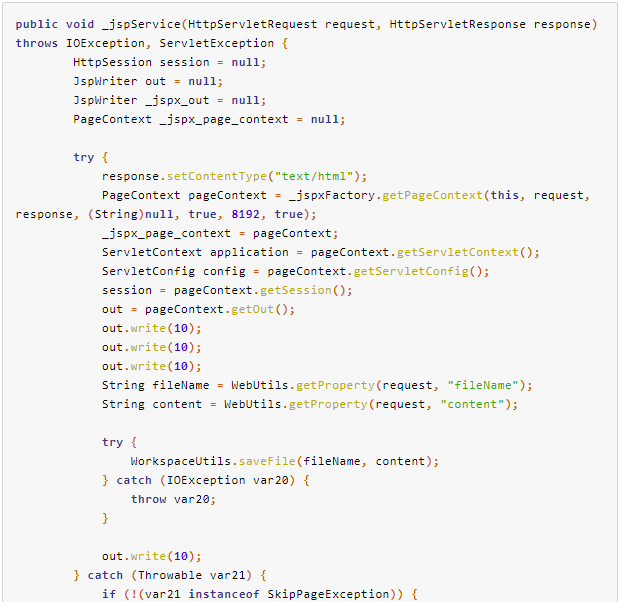 public void _jspService(HttpServletRequest request, HttpServletResponse response)
throws IOException, ServletException {
        HttpSession session = null;
        JspWriter out = null;
        JspWriter _jspx_out = null;
        PageContext _jspx_page_context = null;

        try {
            response.setContentType("text/html");
            PageContext pageContext = _jspxFactory.getPageContext(this, request,
response, (String)null, true, 8192, true);
            _jspx_page_context = pageContext;
            ServletContext application = pageContext.getServletContext();
            ServletConfig config = pageContext.getServletConfig();
            session = pageContext.getSession();
            out = pageContext.getOut();
            out.write(10);
            out.write(10);
            out.write(10);
            String fileName = WebUtils.getProperty(request, "fileName");
            String content = WebUtils.getProperty(request, "content");

            try {
                WorkspaceUtils.saveFile(fileName, content);
            } catch (IOException var20) {
                throw var20;
            }

            out.write(10);
        } catch (Throwable var21) {
            if (!(var21 instanceof SkipPageException)) {